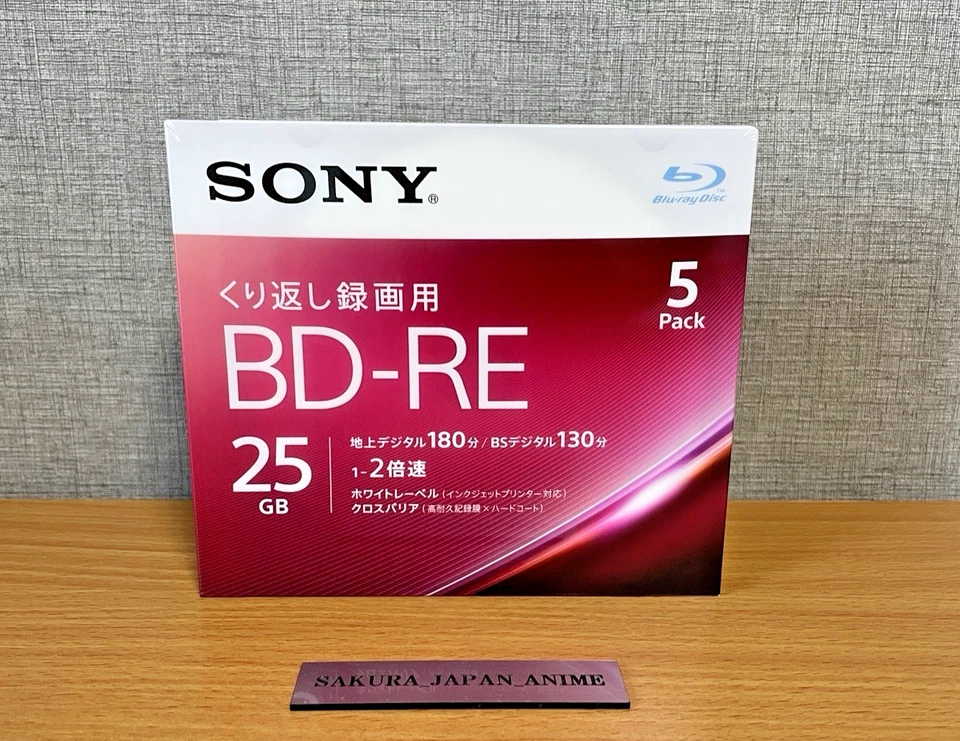 SONY®
Blu-ray Disc™
5
Pack
くり返し録画用
BD-RE
25
GB
地上デジタル180分 / BSデジタル130分
1-2倍速
ホワイトレーベル（インクジェットプリンター対応）
クロスバリア（高耐久記録膜×ハードコート）
SAKURA_JAPAN_ANIME